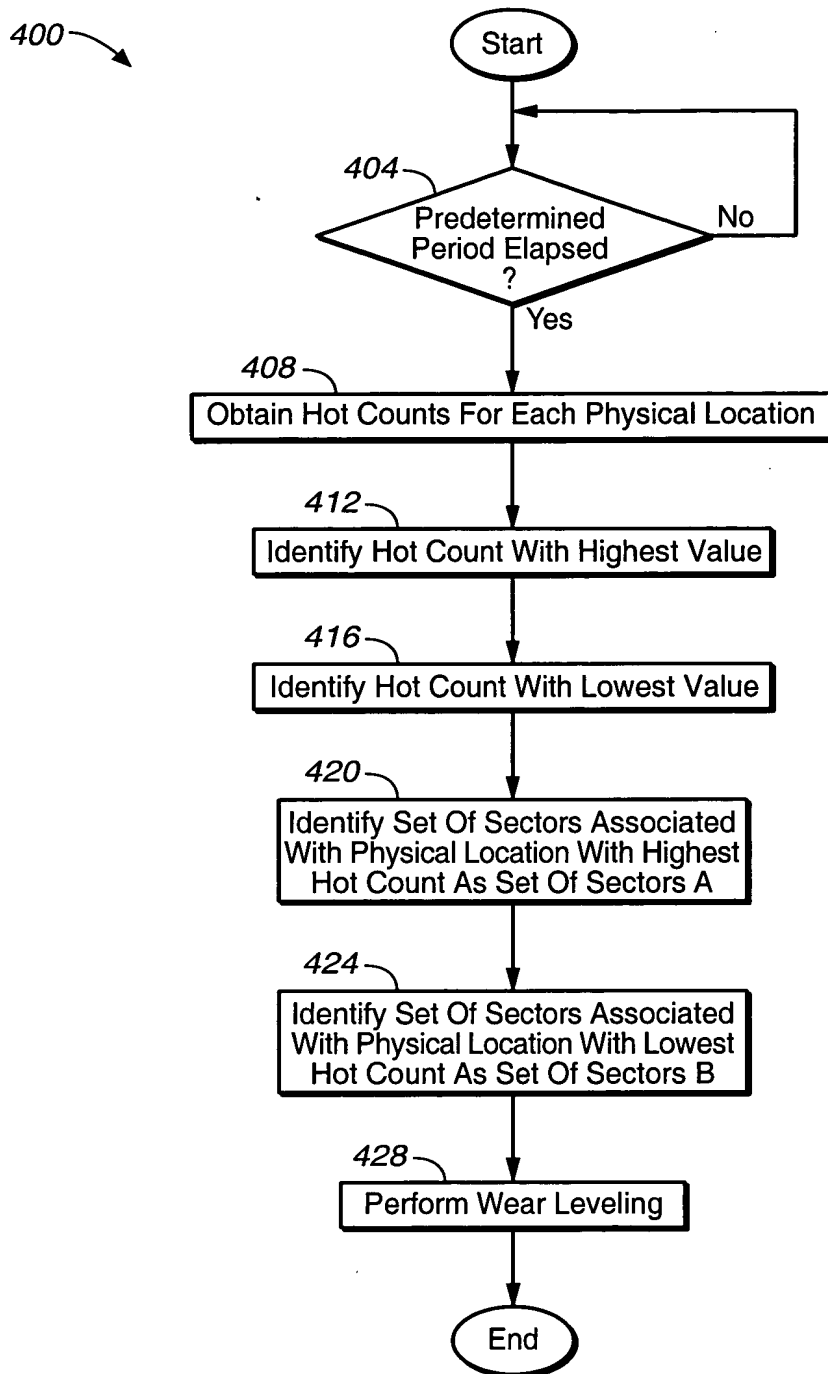 400
Start
404
Predetermined
Period Elapsed
?
No
Yes
408
Obtain Hot Counts For Each Physical Location
412
Identify Hot Count With Highest Value
416
Identify Hot Count With Lowest Value
420
Identify Set Of Sectors Associated
With Physical Location With Highest
Hot Count As Set Of Sectors A
424
Identify Set Of Sectors Associated
With Physical Location With Lowest
Hot Count As Set Of Sectors B
428
Perform Wear Leveling
End